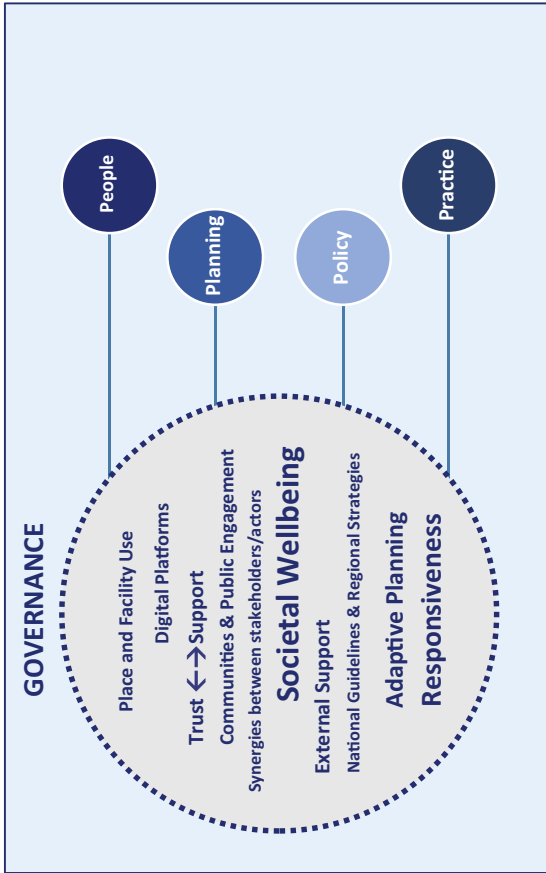 GOVERNANCE
Place and Facility Use
Digital Platforms
Trust ←→Support
Communities & Public Engagement
Synergies between stakeholders/actors
Societal Wellbeing
External Support
National Guidelines & Regional Strategies
Adaptive Planning
Responsiveness
People
Planning
Policy
Practice